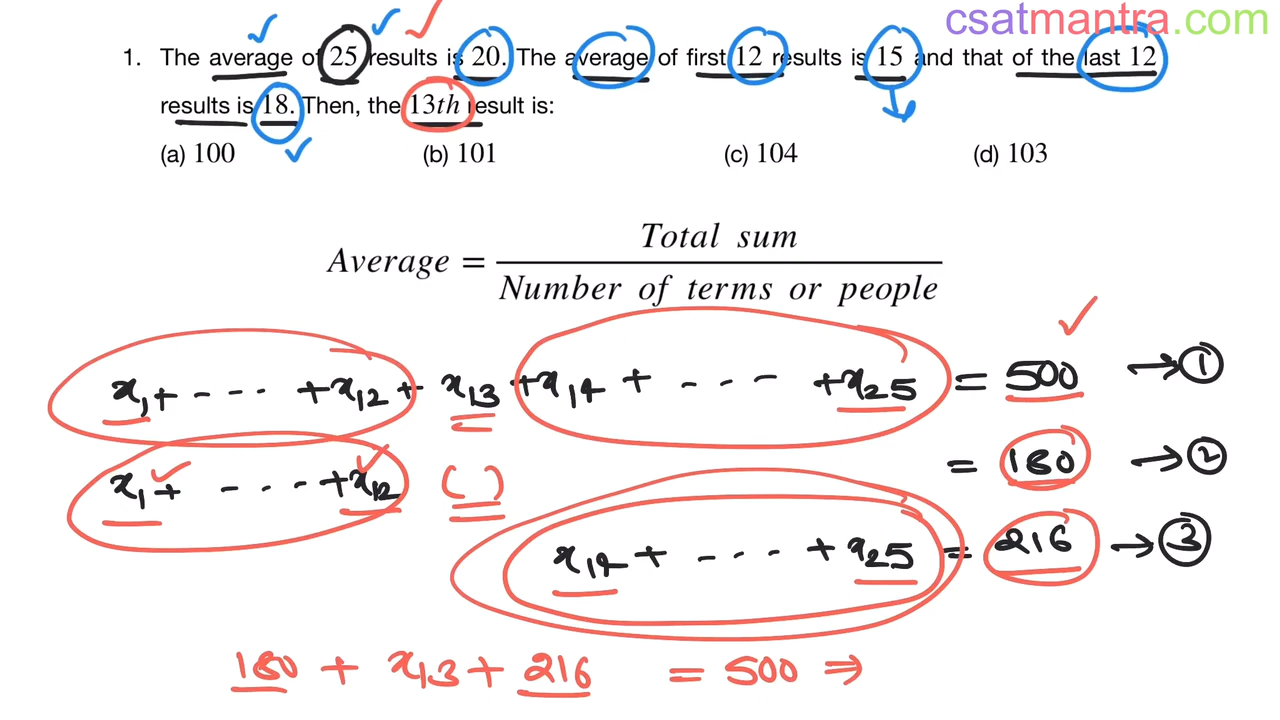 csatmantra.com
1. The average of 25 results is 20. The average of first 12 results is 15 and that of the last 12
results is 18. Then, the 13th result is:
(a) 100 (b) 101 (c) 104 (d) 103
Average = Total sum / Number of terms or people
x₁ + - - - - + x₁₂ + x₁₃ + x₁₄ + - - - - + x₂₅ = 500 → ①
x₁ + - - - - + x₁₂ ( ) = 180 → ②
x₁₄ + - - - - + x₂₅ = 216 → ③
180 + x₁₃ + 216 = 500 ⇒